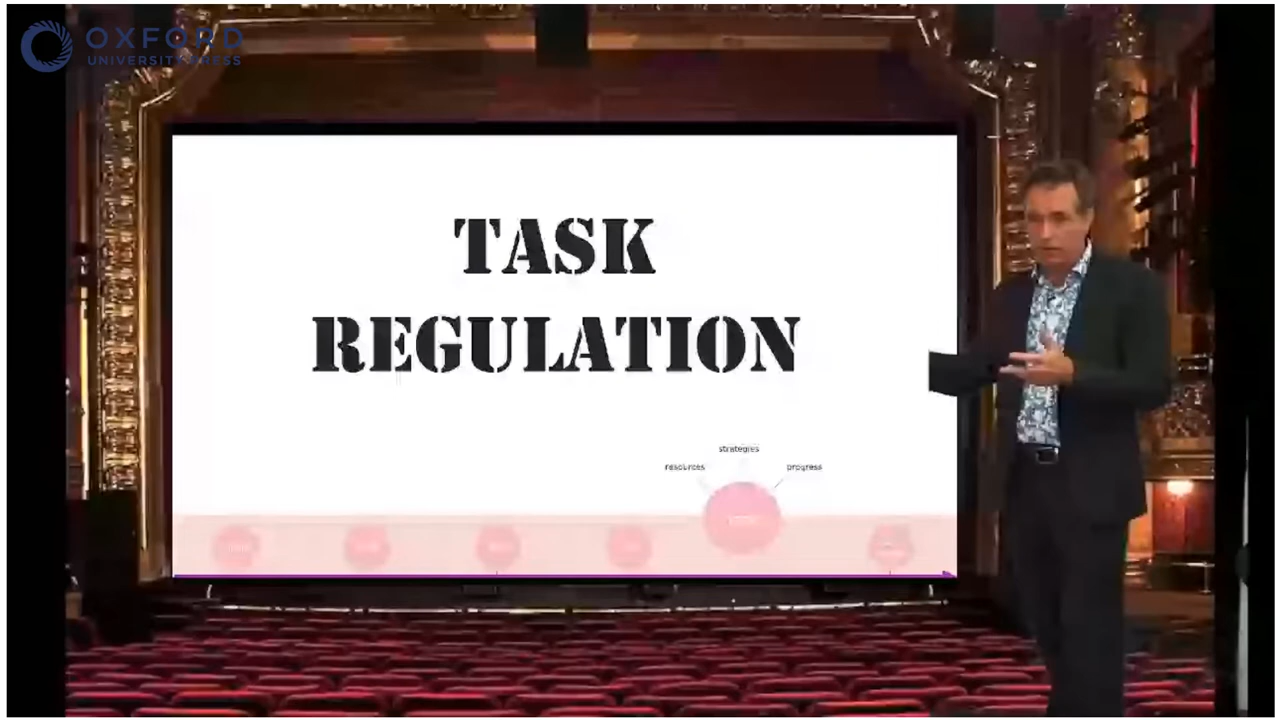 OXFORD
UNIVERSITY PRESS
TASK
REGULATION
strategies
resources
progress